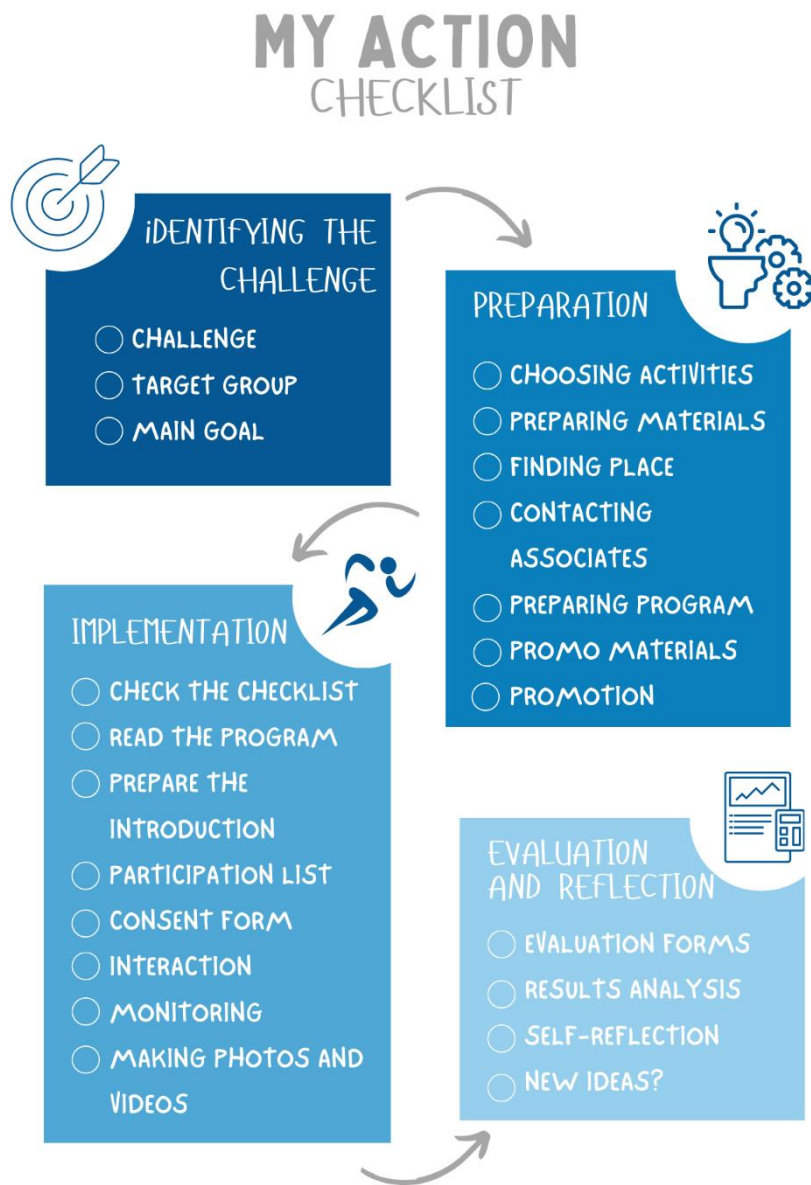 MY ACTION
CHECKLIST
iDENTIFYING THE
CHALLENGE
CHALLENGE
TARGET GROUP
MAIN GOAL
PREPARATION
CHOOSING ACTIVITIES
PREPARING MATERIALS
FINDING PLACE
CONTACTING
ASSOCIATES
PREPARING PROGRAM
PROMO MATERIALS
PROMOTION
IMPLEMENTATION
CHECK THE CHECKLIST
READ THE PROGRAM
PREPARE THE
INTRODUCTION
PARTICIPATION LIST
CONSENT FORM
INTERACTION
MONITORING
MAKING PHOTOS AND
VIDEOS
EVALUATION
AND REFLECTION
EVALUATION FORMS
RESULTS ANALYSIS
SELF-REFLECTION
NEW IDEAS?